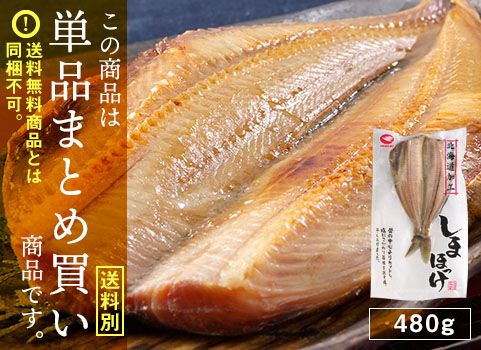 この商品は
単品まとめ買い
商品です。
送料別
！送料無料商品とは
同梱不可。
北海道加工
しまほっけ
480g